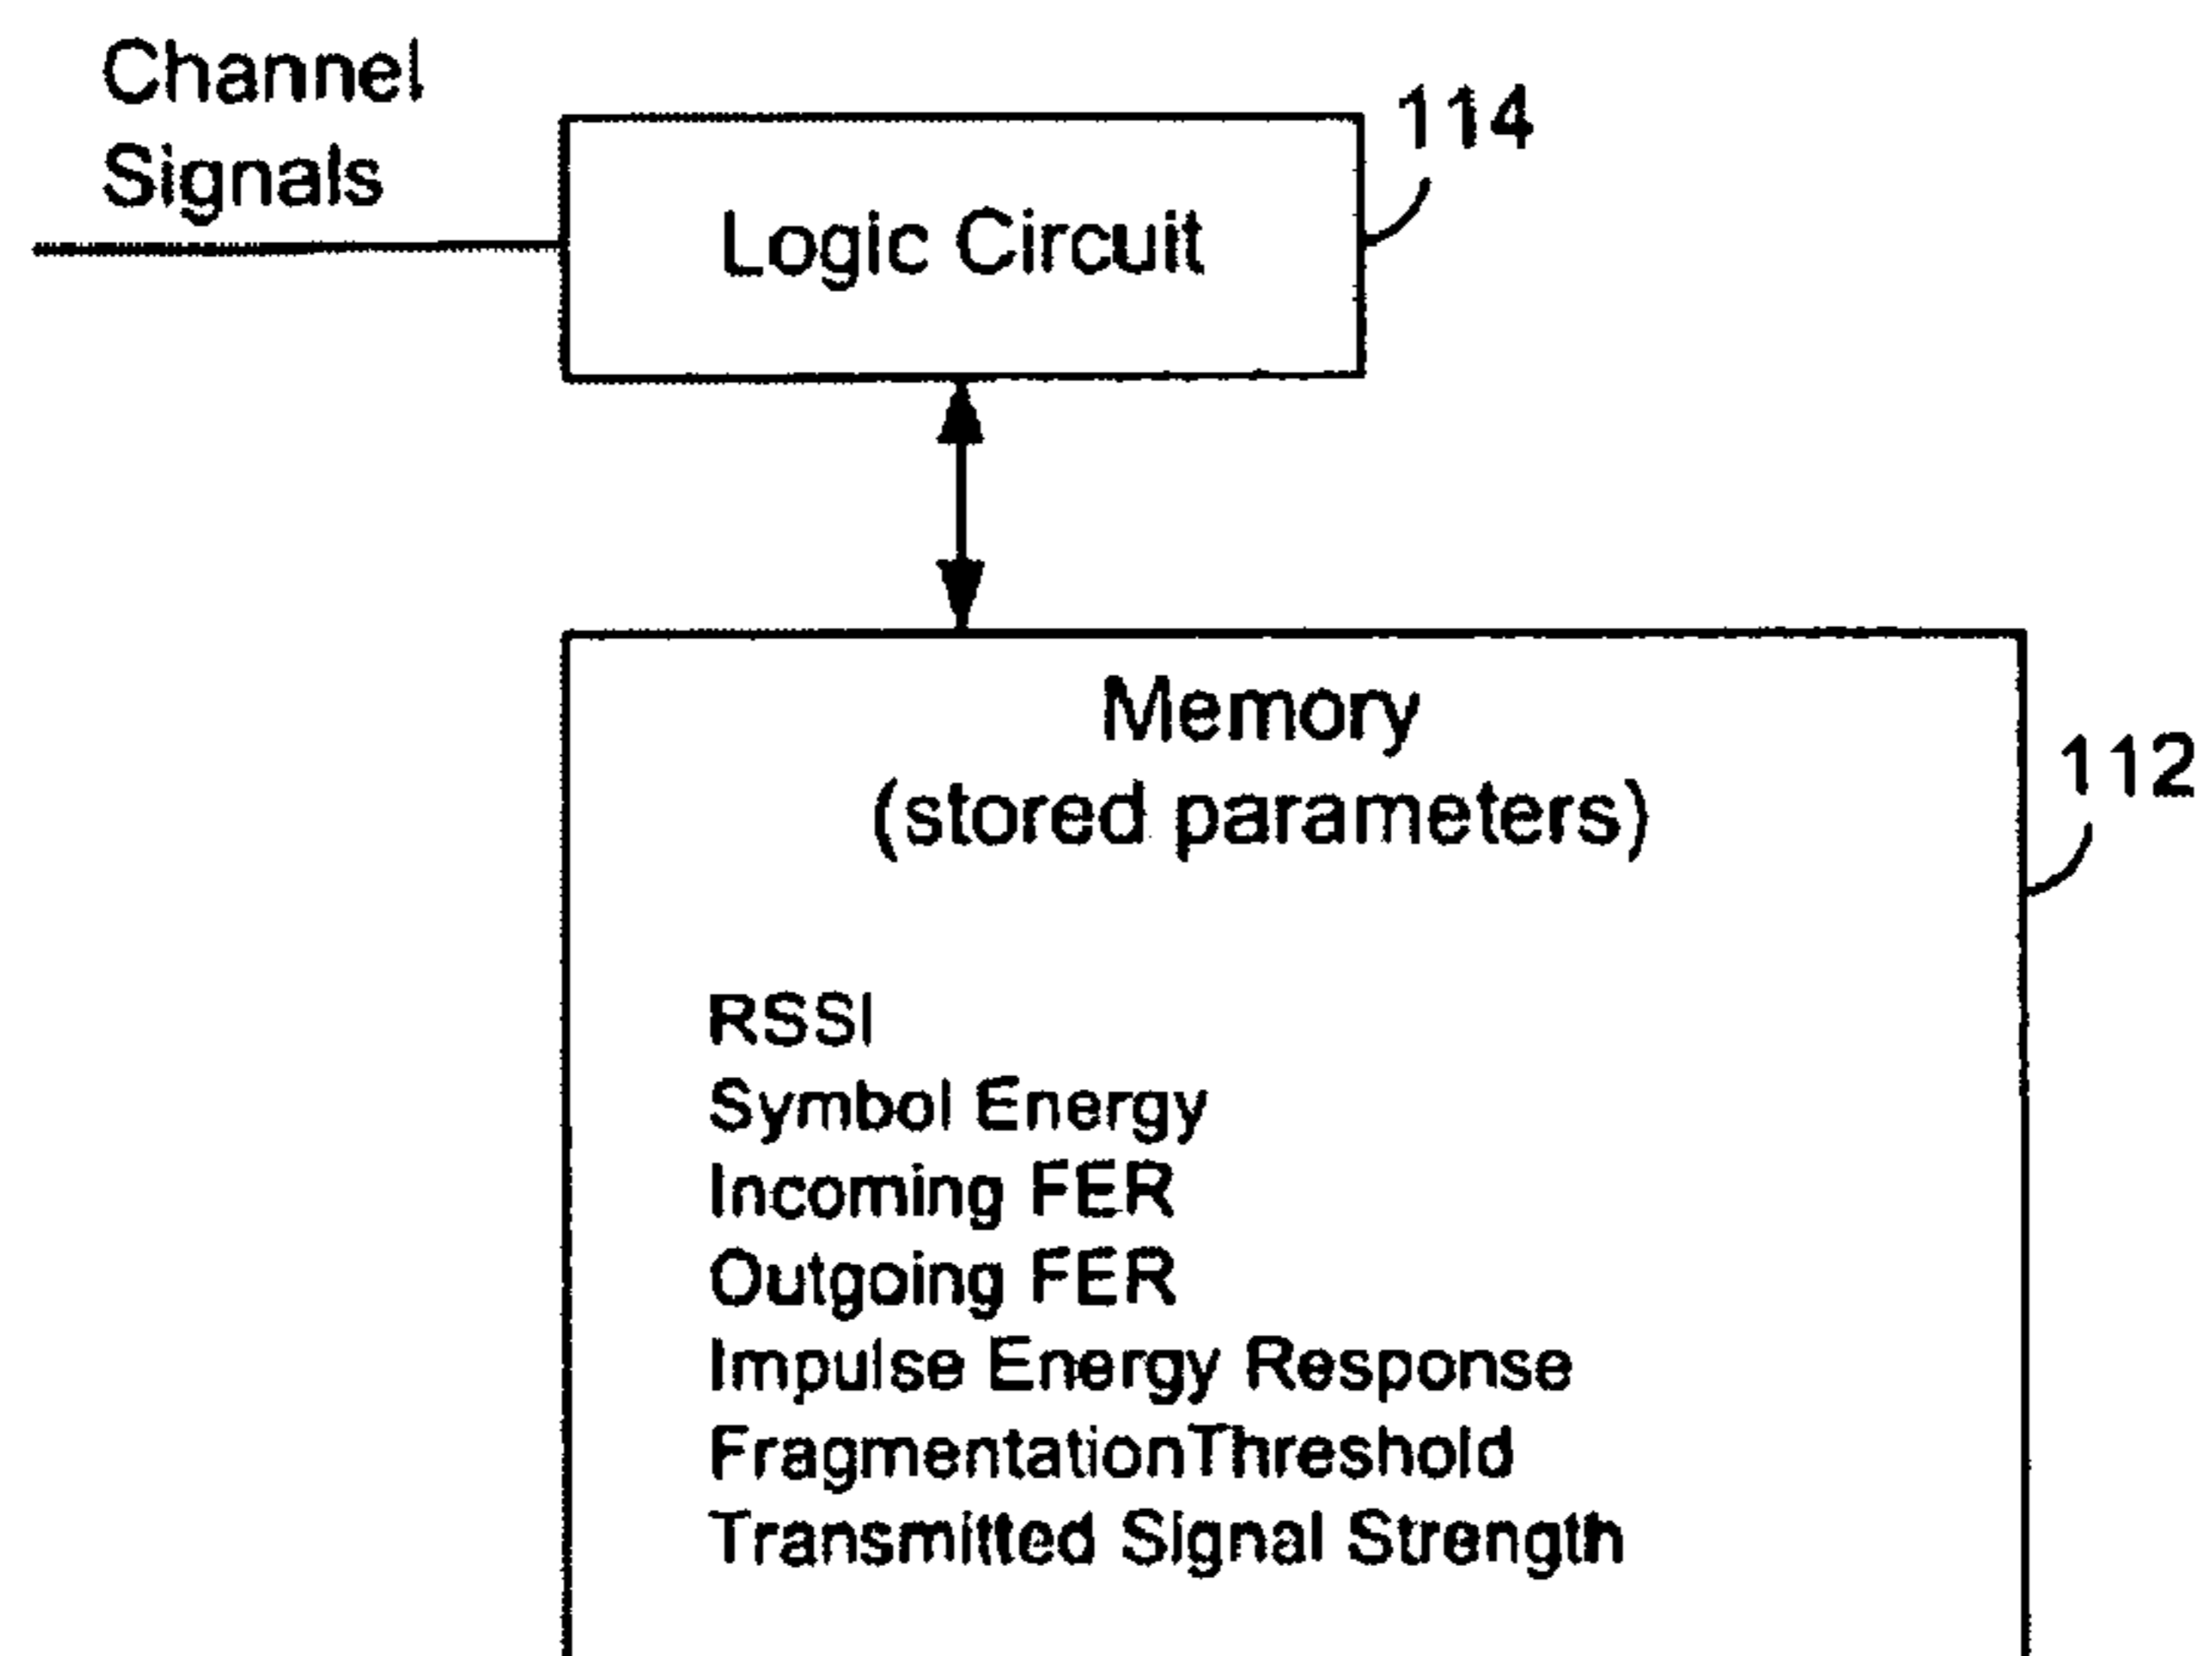 Channel
Signals
114
Logic Circuit
Memory
(stored parameters)
112
RSSI
Symbol Energy
Incoming FER
Outgoing FER
Impulse Energy Response
FragmentationThreshold
Transmitted Signal Strength